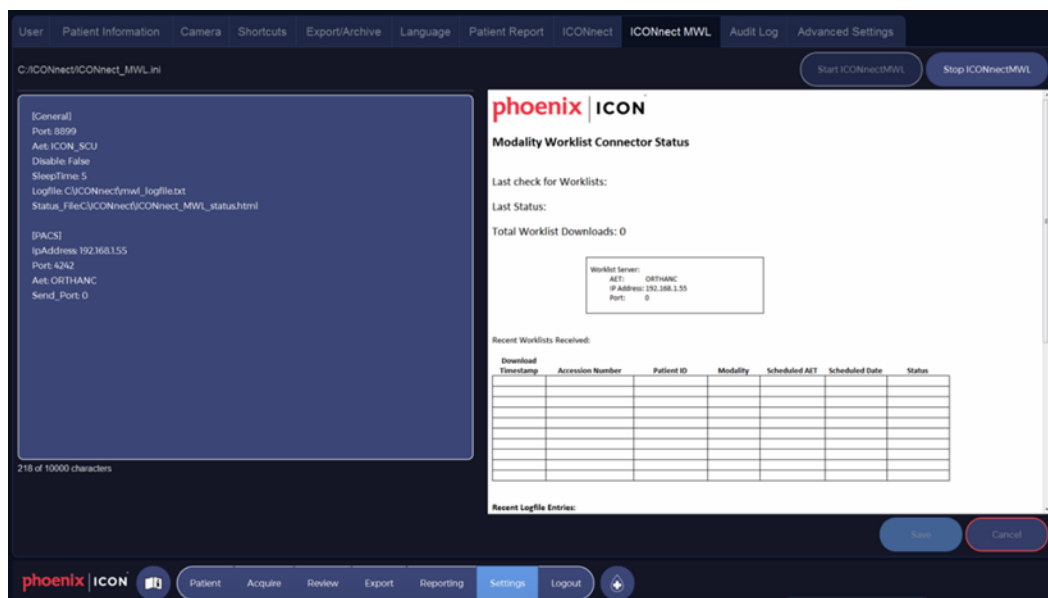 User Patient Information Camera Shortcuts Export/Archive Language Patient Report ICONnect ICONnect MWL Audit Log Advanced Settings
C:/ICONnect/ICONnect_MWL.ini
Start ICONnectMWL Stop ICONnectMWL
[General]
Port: 8899
Aet: ICON_SCU
Disable: False
SleepTime: 5
Logfile: C:\ICONnect\mwl_logfile.txt
Status_File:C:\ICONnect\ICONnect_MWL_status.html
[PACS]
IpAddress: 192.168.1.55
Port: 4242
Aet: ORTHANC
Send_Port: 0
218 of 10000 characters
phoenix | ICON
Modality Worklist Connector Status
Last check for Worklists:
Last Status:
Total Worklist Downloads: 0
Worklist Server:
AET: ORTHANC
IP Address: 192.168.1.55
Port: 0
Recent Worklists Received:
Download
Timestamp Accession Number Patient ID Modality Scheduled AET Scheduled Date Status
Recent Logfile Entries:
Save Cancel
phoenix | ICON Patient Acquire Review Export Reporting Settings Logout